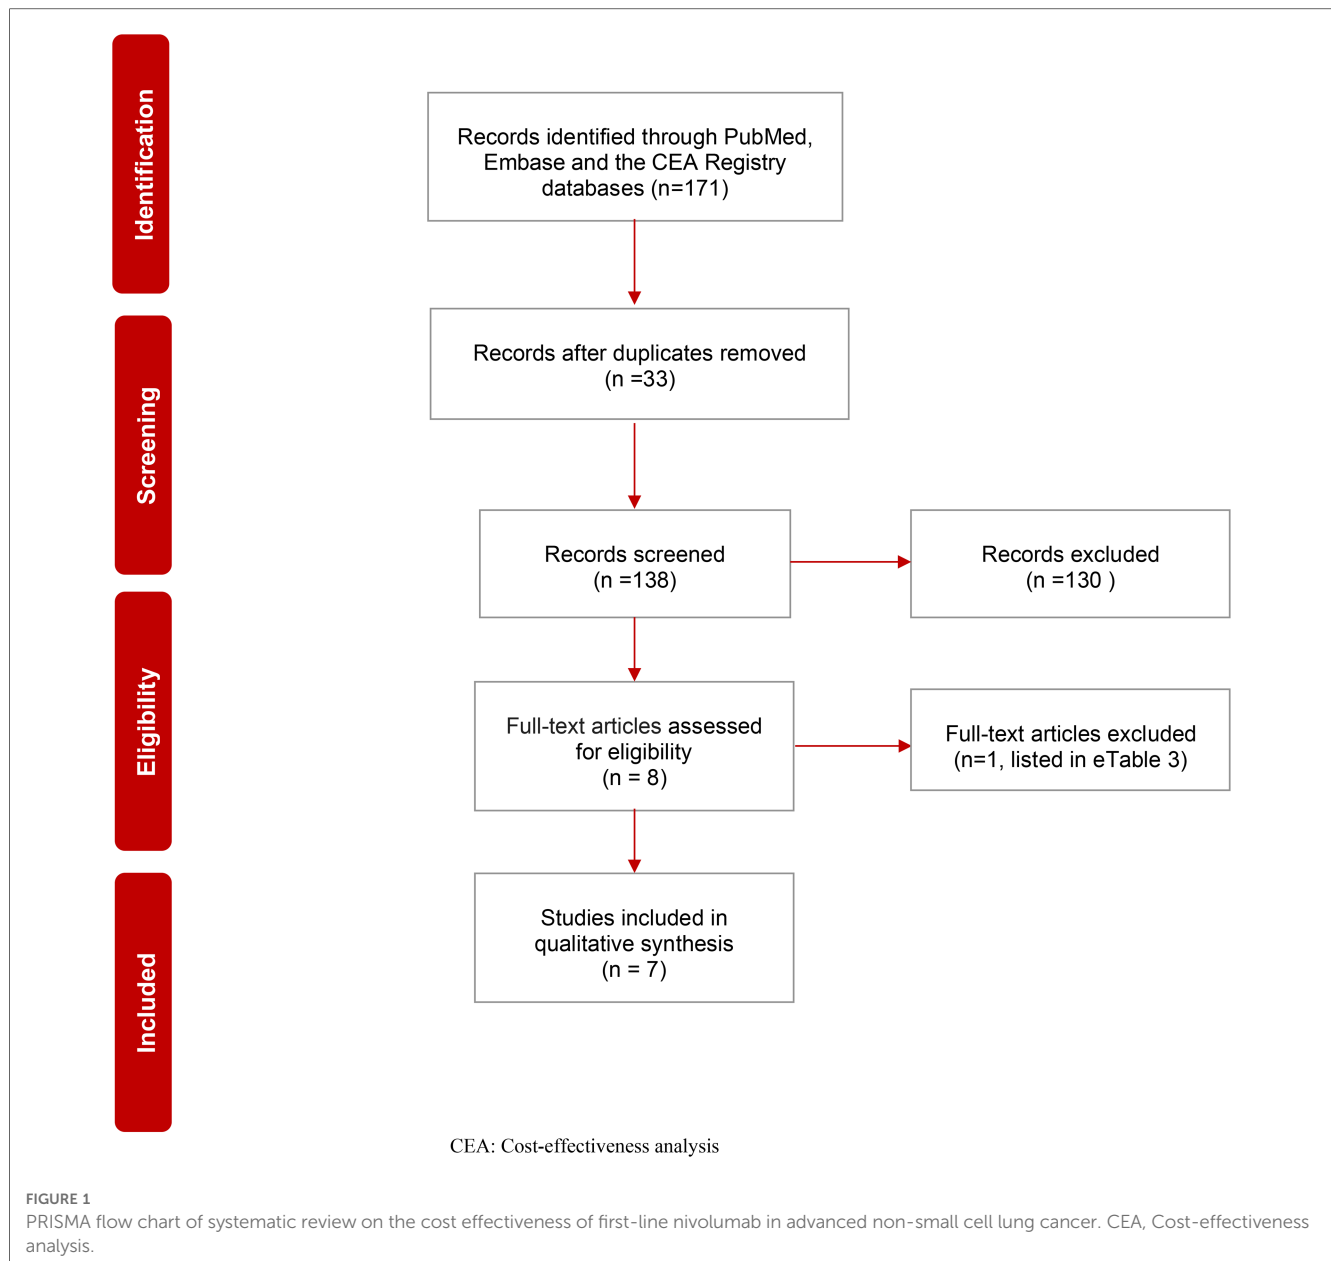 Identification
Records identified through PubMed,
Embase and the CEA Registry
databases (n=171)
Screening
Records after duplicates removed
(n =33)
Records screened
(n =138)
Records excluded
(n =130 )
Eligibility
Full-text articles assessed
for eligibility
(n = 8)
Full-text articles excluded
(n=1, listed in eTable 3)
Included
Studies included in
qualitative synthesis
(n = 7)
CEA: Cost-effectiveness analysis
FIGURE 1
PRISMA flow chart of systematic review on the cost effectiveness of first-line nivolumab in advanced non-small cell lung cancer. CEA, Cost-effectiveness
analysis.